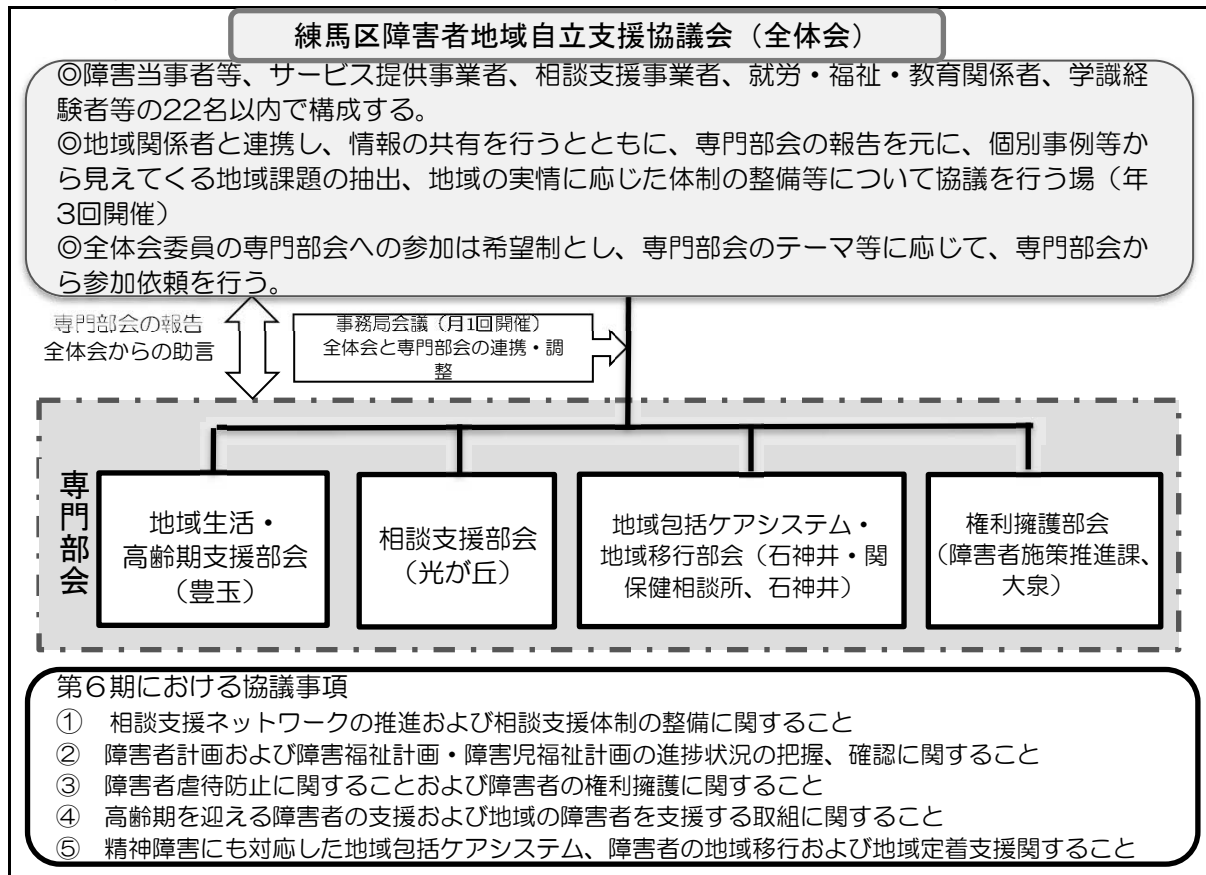 練馬区障害者地域自立支援協議会（全体会）
◎障害当事者等、サービス提供事業者、相談支援事業者、就労・福祉・教育関係者、学識経
験者等の22名以内で構成する。
◎地域関係者と連携し、情報の共有を行うとともに、専門部会の報告を元に、個別事例等か
ら見えてくる地域課題の抽出、地域の実情に応じた体制の整備等について協議を行う場（年
3回開催）
◎全体会委員の専門部会への参加は希望制とし、専門部会のテーマ等に応じて、専門部会か
ら参加依頼を行う。
専門部会の報告
全体会からの助言
事務局会議（月1回開催）
全体会と専門部会の連携・調
整
専門部会
地域生活・
高齢期支援部会
（豊玉）
相談支援部会
（光が丘）
地域包括ケアシステム・
地域移行部会（石神井・関
保健相談所、石神井）
権利擁護部会
（障害者施策推進課、
大泉）
第６期における協議事項
①　相談支援ネットワークの推進および相談支援体制の整備に関すること
②　障害者計画および障害福祉計画・障害児福祉計画の進捗状況の把握、確認に関すること
③　障害者虐待防止に関することおよび障害者の権利擁護に関すること
④　高齢期を迎える障害者の支援および地域の障害者を支援する取組に関すること
⑤　精神障害にも対応した地域包括ケアシステム、障害者の地域移行および地域定着支援関すること